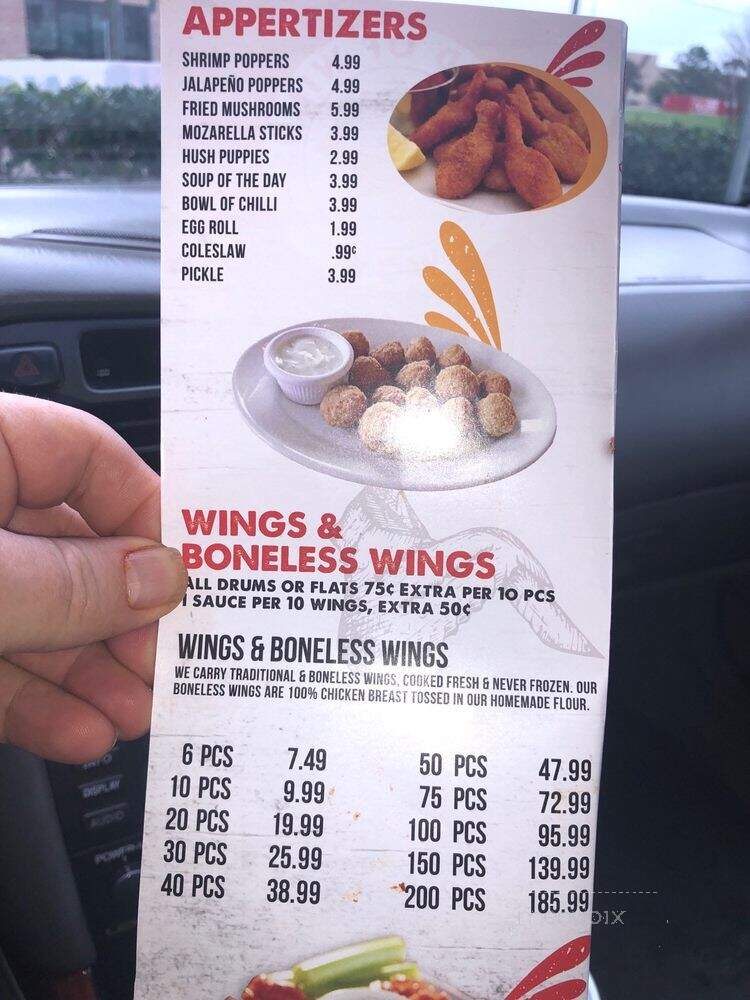 APPERTIZERS
SHRIMP POPPERS 4.99
JALAPEÑO POPPERS 4.99
FRIED MUSHROOMS 5.99
MOZARELLA STICKS 3.99
HUSH PUPPIES 2.99
SOUP OF THE DAY 3.99
BOWL OF CHILLI 3.99
EGG ROLL 1.99
COLESLAW .99¢
PICKLE 3.99
WINGS &
BONELESS WINGS
ALL DRUMS OR FLATS 75¢ EXTRA PER 10 PCS
1 SAUCE PER 10 WINGS, EXTRA 50¢
WINGS & BONELESS WINGS
WE CARRY TRADITIONAL & BONELESS WINGS, COOKED FRESH & NEVER FROZEN. OUR
BONELESS WINGS ARE 100% CHICKEN BREAST TOSSED IN OUR HOMEMADE FLOUR.
6 PCS 7.49
10 PCS 9.99
20 PCS 19.99
30 PCS 25.99
40 PCS 38.99
50 PCS 47.99
75 PCS 72.99
100 PCS 95.99
150 PCS 139.99
200 PCS 185.99
DISPLAY
AUDIO